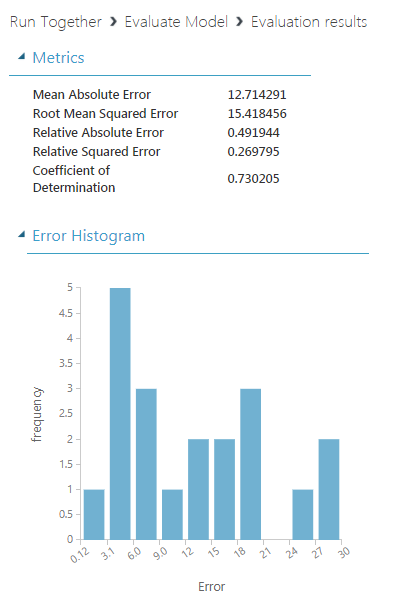 Run Together > Evaluate Model > Evaluation results
Metrics
Mean Absolute Error 12.714291
Root Mean Squared Error 15.418456
Relative Absolute Error 0.491944
Relative Squared Error 0.269795
Coefficient of
Determination 0.730205
Error Histogram
5
4.5
4
3.5
3
2.5
2
1.5
1
0.5
0
frequency
0.12 3.1 6.0 9.0 12 15 18 21 24 27 30
Error